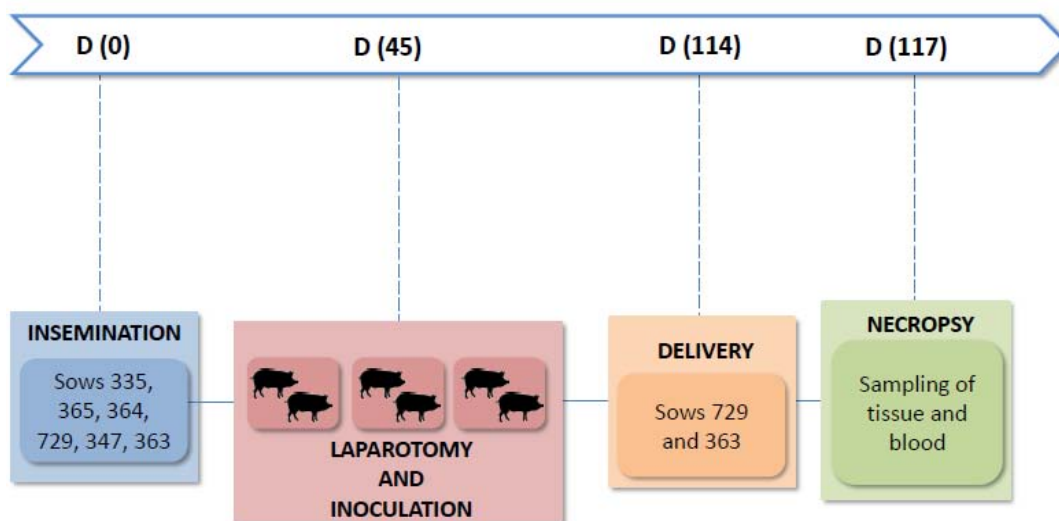 D (0)
D (45)
D (114)
D (117)
INSEMINATION
Sows 335,
365, 364,
729, 347, 363
LAPAROTOMY
AND
INOCULATION
DELIVERY
Sows 729
and 363
NECROPSY
Sampling of
tissue and
blood